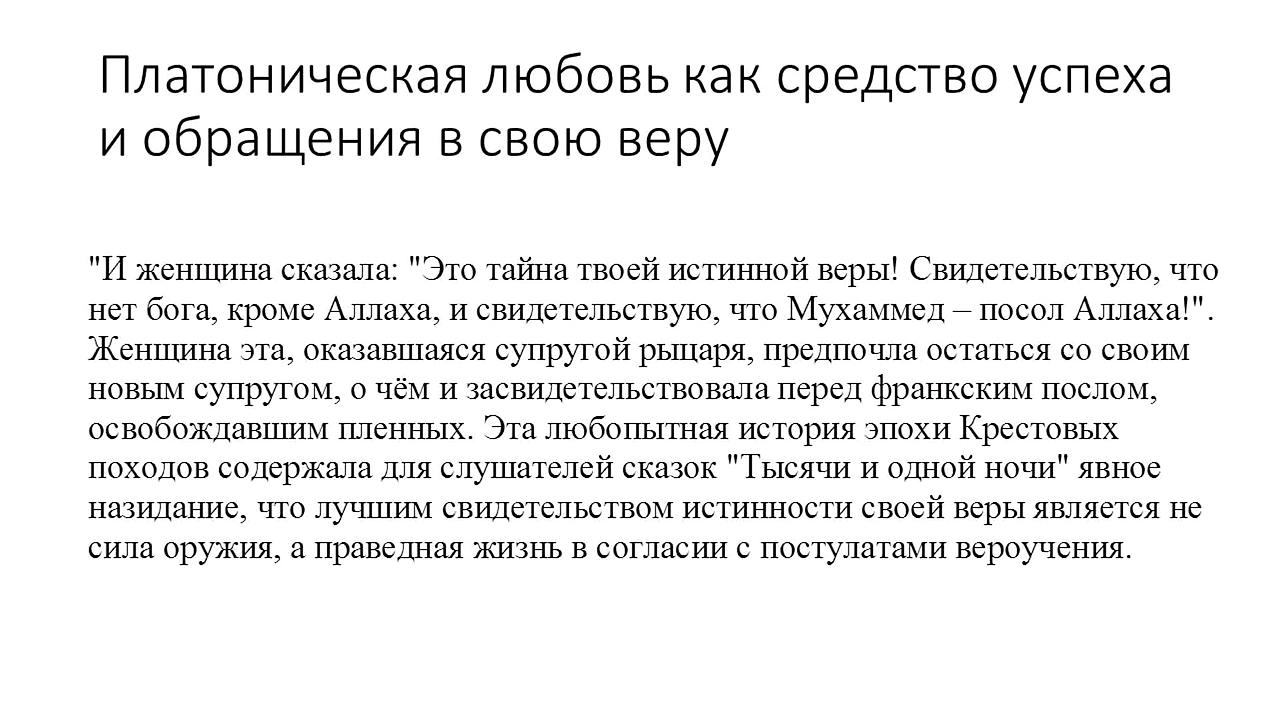 Платоническая любовь как средство успеха
и обращения в свою веру
"И женщина сказала: "Это тайна твоей истинной веры! Свидетельствую, что
нет бога, кроме Аллаха, и свидетельствую, что Мухаммед – посол Аллаха!".
Женщина эта, оказавшаяся супругой рыцаря, предпочла остаться со своим
новым супругом, о чём и засвидетельствовала перед франкским послом,
освобождавшим пленных. Эта любопытная история эпохи Крестовых
походов содержала для слушателей сказок "Тысячи и одной ночи" явное
назидание, что лучшим свидетельством истинности своей веры является не
сила оружия, а праведная жизнь в согласии с постулатами вероучения.